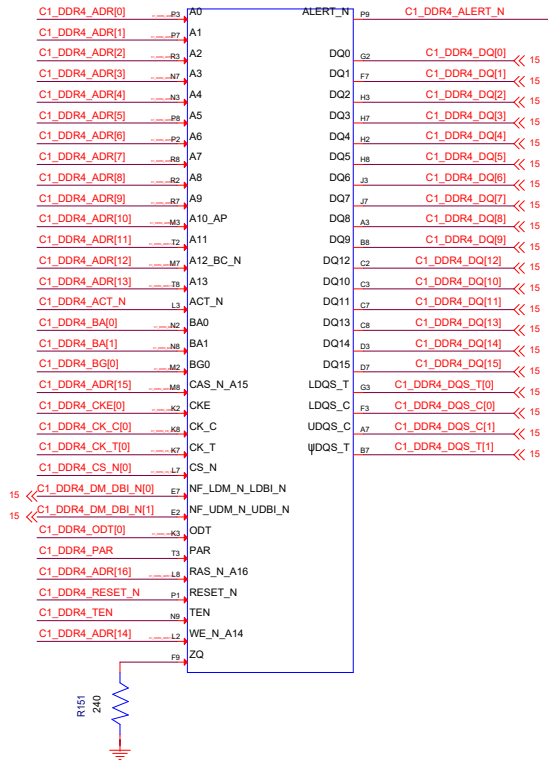 C1_DDR4_ADR[0] P3 A0 ALERT_N P9 C1_DDR4_ALERT_N
C1_DDR4_ADR[1] P7 A1
C1_DDR4_ADR[2] R3 A2 DQ0 G2 C1_DDR4_DQ[0] 15
C1_DDR4_ADR[3] N7 A3 DQ1 F7 C1_DDR4_DQ[1] 15
C1_DDR4_ADR[4] N3 A4 DQ2 H3 C1_DDR4_DQ[2] 15
C1_DDR4_ADR[5] P8 A5 DQ3 H7 C1_DDR4_DQ[3] 15
C1_DDR4_ADR[6] P2 A6 DQ4 H2 C1_DDR4_DQ[4] 15
C1_DDR4_ADR[7] R8 A7 DQ5 H8 C1_DDR4_DQ[5] 15
C1_DDR4_ADR[8] R2 A8 DQ6 J3 C1_DDR4_DQ[6] 15
C1_DDR4_ADR[9] R7 A9 DQ7 J7 C1_DDR4_DQ[7] 15
C1_DDR4_ADR[10] M3 A10_AP DQ8 A3 C1_DDR4_DQ[8] 15
C1_DDR4_ADR[11] T2 A11 DQ9 B8 C1_DDR4_DQ[9] 15
C1_DDR4_ADR[12] M7 A12_BC_N DQ12 C2 C1_DDR4_DQ[12] 15
C1_DDR4_ADR[13] T8 A13 DQ10 C3 C1_DDR4_DQ[10] 15
C1_DDR4_ACT_N L3 ACT_N DQ11 C7 C1_DDR4_DQ[11] 15
C1_DDR4_BA[0] N2 BA0 DQ13 C8 C1_DDR4_DQ[13] 15
C1_DDR4_BA[1] N8 BA1 DQ14 D3 C1_DDR4_DQ[14] 15
C1_DDR4_BG[0] M2 BG0 DQ15 D7 C1_DDR4_DQ[15] 15
C1_DDR4_ADR[15] M8 CAS_N_A15 LDQS_T G3 C1_DDR4_DQS_T[0] 15
C1_DDR4_CKE[0] K2 CKE LDQS_C F3 C1_DDR4_DQS_C[0] 15
C1_DDR4_CK_C[0] K8 CK_C UDQS_C A7 C1_DDR4_DQS_C[1] 15
C1_DDR4_CK_T[0] K7 CK_T UDQS_T B7 C1_DDR4_DQS_T[1] 15
C1_DDR4_CS_N[0] L7 CS_N
15 C1_DDR4_DM_DBI_N[0] E7 NF_LDM_N_LDBI_N
15 C1_DDR4_DM_DBI_N[1] E2 NF_UDM_N_UDBI_N
C1_DDR4_ODT[0] K3 ODT
C1_DDR4_PAR T3 PAR
C1_DDR4_ADR[16] L8 RAS_N_A16
C1_DDR4_RESET_N P1 RESET_N
C1_DDR4_TEN N9 TEN
C1_DDR4_ADR[14] L2 WE_N_A14
F9 ZQ
R151
240